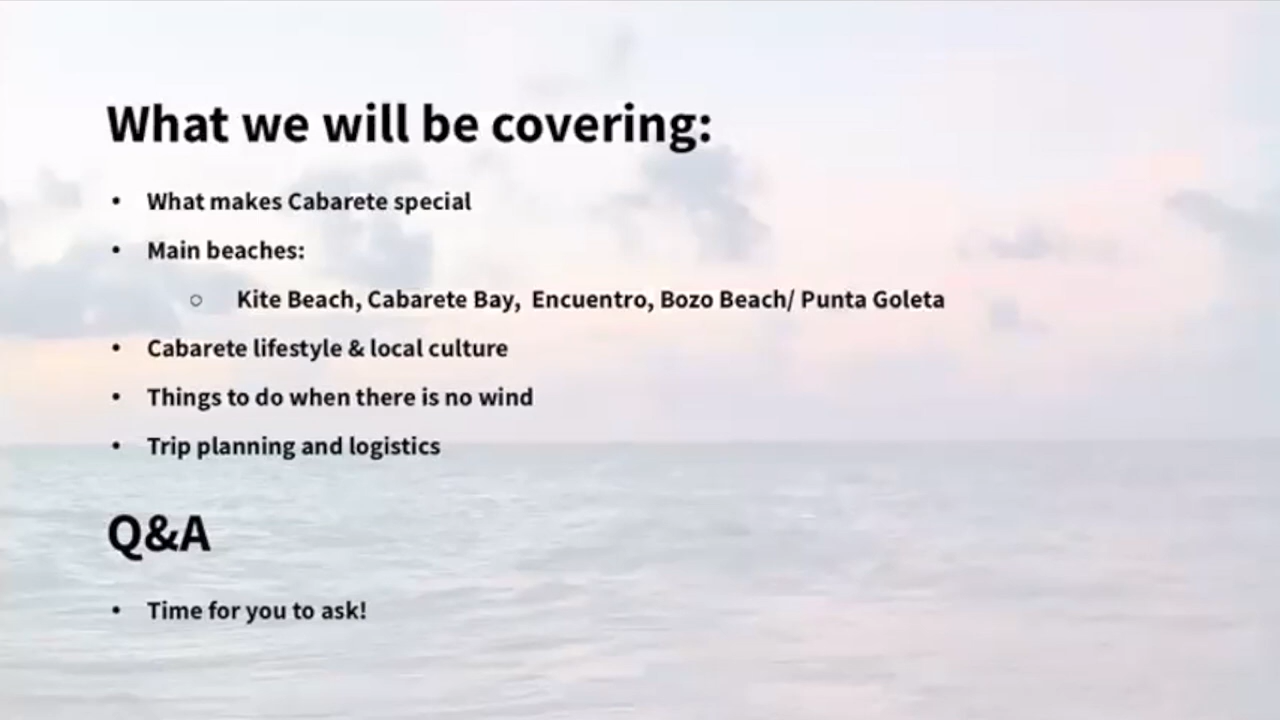 What we will be covering:
• What makes Cabarete special
• Main beaches:
○ Kite Beach, Cabarete Bay, Encuentro, Bozo Beach/ Punta Goleta
• Cabarete lifestyle & local culture
• Things to do when there is no wind
• Trip planning and logistics
Q&A
• Time for you to ask!